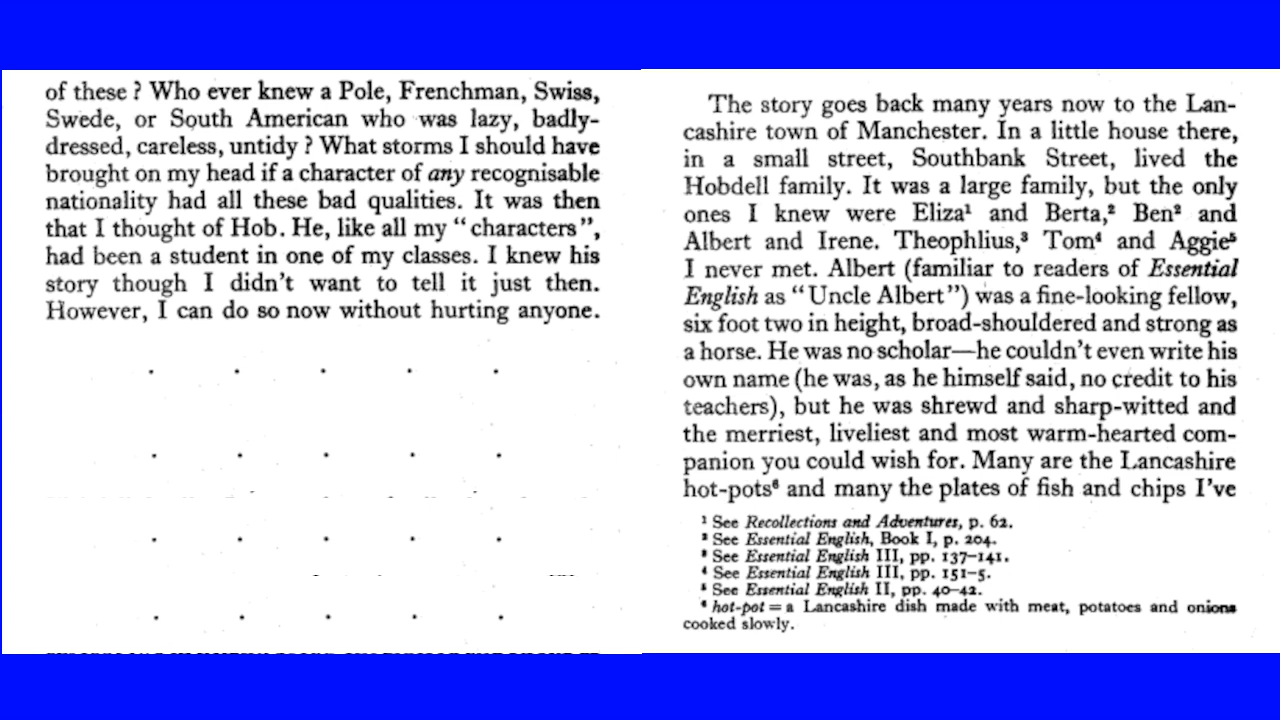 of these ? Who ever knew a Pole, Frenchman, Swiss,
Swede, or South American who was lazy, badly-
dressed, careless, untidy ? What storms I should have
brought on my head if a character of any recognisable
nationality had all these bad qualities. It was then
that I thought of Hob. He, like all my “characters”,
had been a student in one of my classes. I knew his
story though I didn’t want to tell it just then.
However, I can do so now without hurting anyone.
. . . . .
. . . . .
. . . . .
. . . . .
The story goes back many years now to the Lan-
cashire town of Manchester. In a little house there,
in a small street, Southbank Street, lived the
Hobdell family. It was a large family, but the only
ones I knew were Eliza¹ and Berta,² Ben² and
Albert and Irene. Theophlius,³ Tom⁴ and Aggie⁵
I never met. Albert (familiar to readers of Essential
English as “Uncle Albert”) was a fine-looking fellow,
six foot two in height, broad-shouldered and strong as
a horse. He was no scholar—he couldn’t even write his
own name (he was, as he himself said, no credit to his
teachers), but he was shrewd and sharp-witted and
the merriest, liveliest and most warm-hearted com-
panion you could wish for. Many are the Lancashire
hot-pots⁶ and many the plates of fish and chips I’ve
¹ See Recollections and Adventures, p. 62.
² See Essential English, Book I, p. 204.
³ See Essential English III, pp. 137–141.
⁴ See Essential English III, pp. 151–5.
⁵ See Essential English II, pp. 40–42.
⁶ hot-pot = a Lancashire dish made with meat, potatoes and onions
cooked slowly.